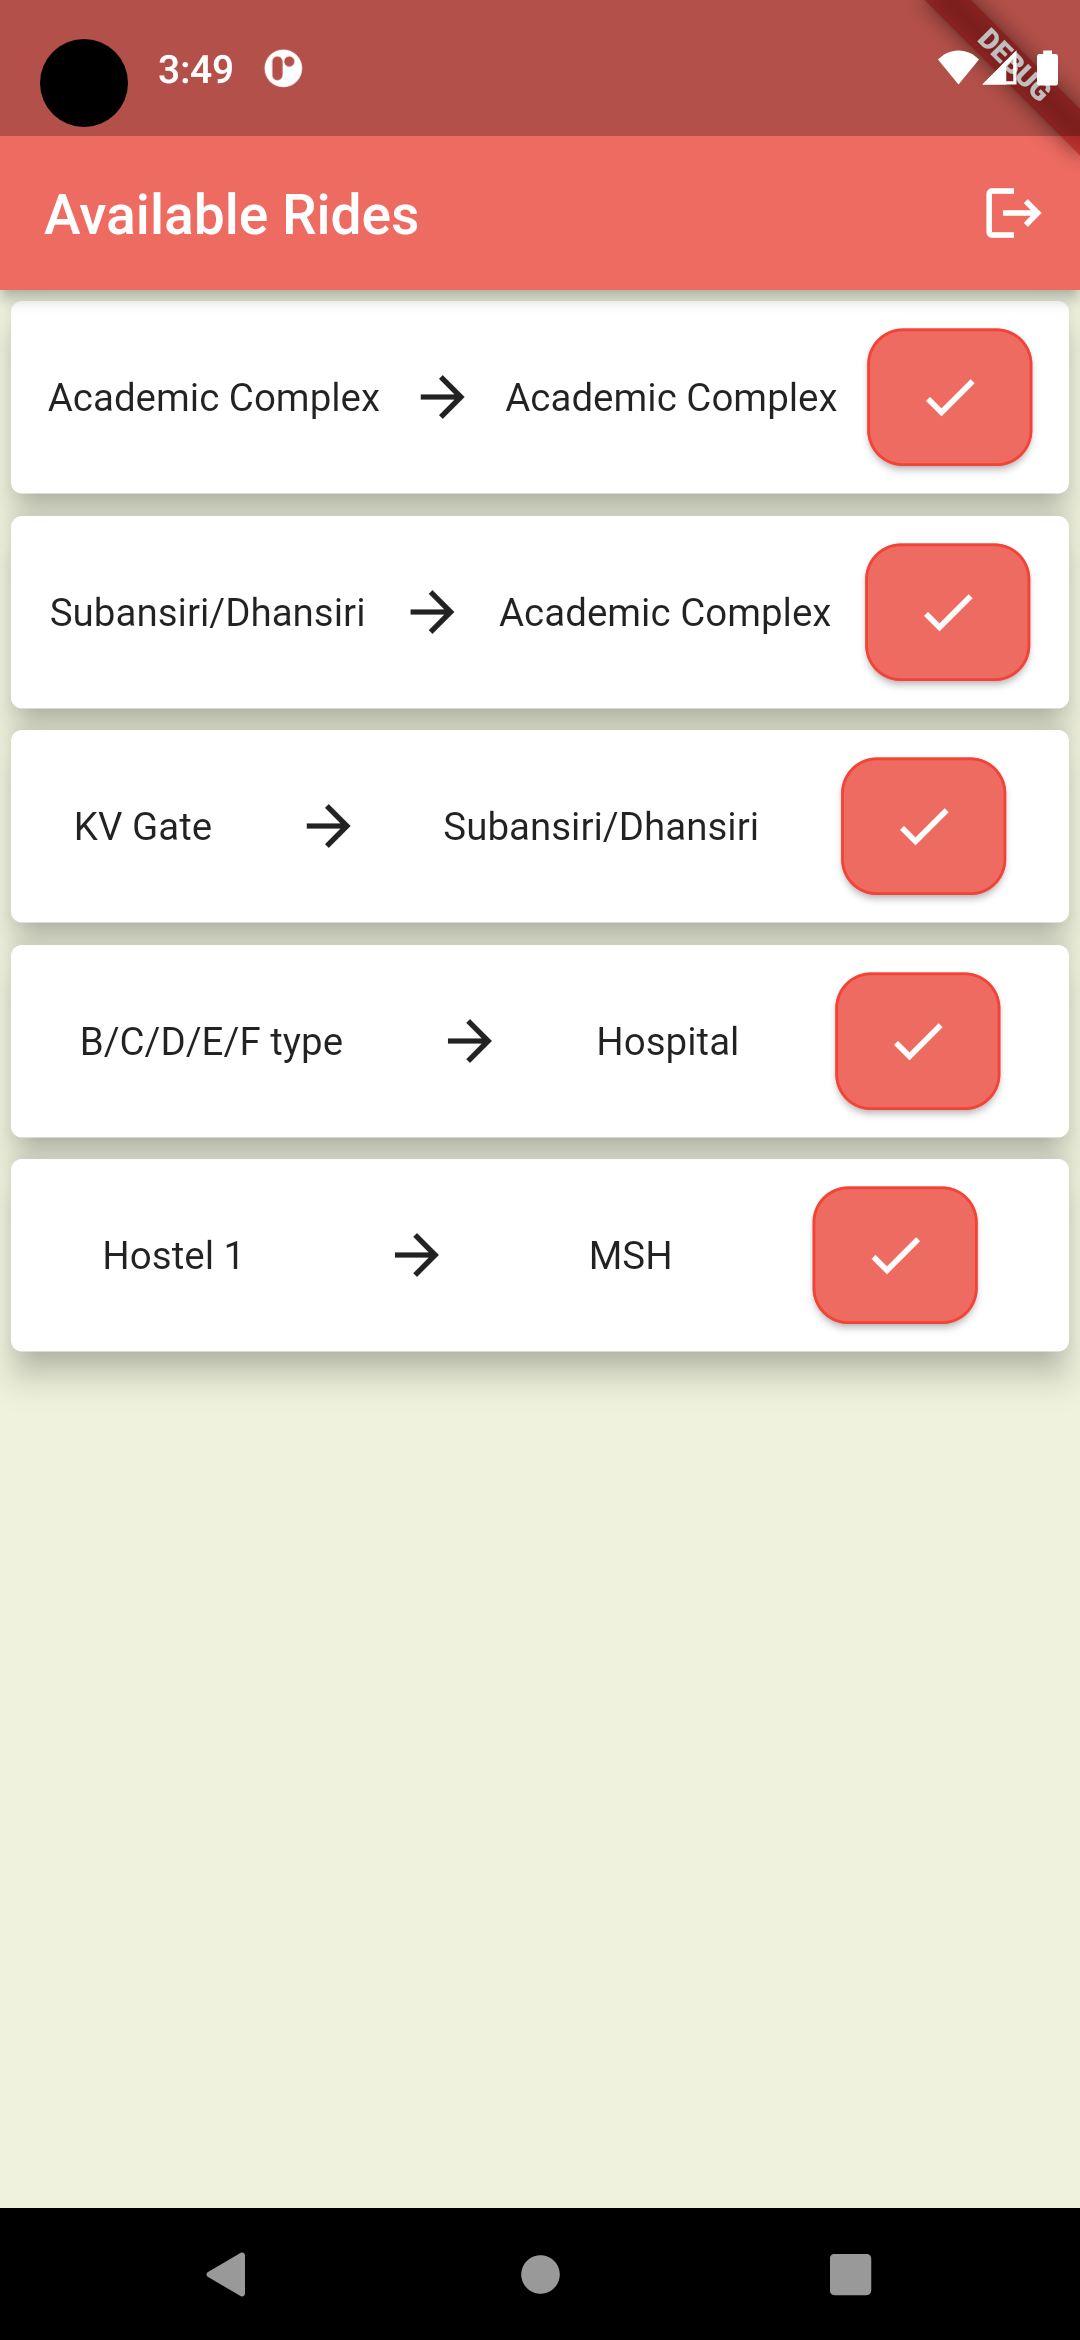 3:49
DEBUG
Available Rides
Academic Complex → Academic Complex
Subansiri/Dhansiri → Academic Complex
KV Gate → Subansiri/Dhansiri
B/C/D/E/F type → Hospital
Hostel 1 → MSH